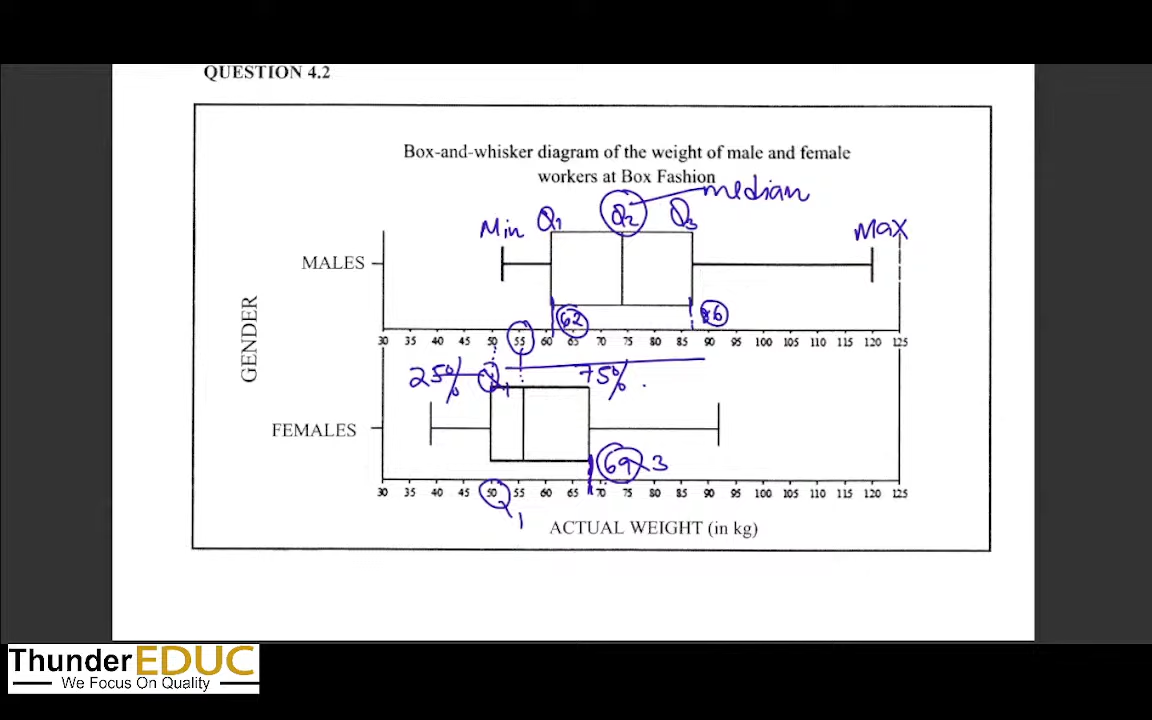 QUESTION 4.2
Box-and-whisker diagram of the weight of male and female
workers at Box Fashion
median
Min Q1 Q2 Q3 Max
MALES
62 86
30 35 40 45 50 55 60 65 70 75 80 85 90 95 100 105 110 115 120 125
GENDER
25% Q1 75%
FEMALES
69 x 3
30 35 40 45 50 55 60 65 70 75 80 85 90 95 100 105 110 115 120 125
Q1
ACTUAL WEIGHT (in kg)
ThunderEDUC
We Focus On Quality